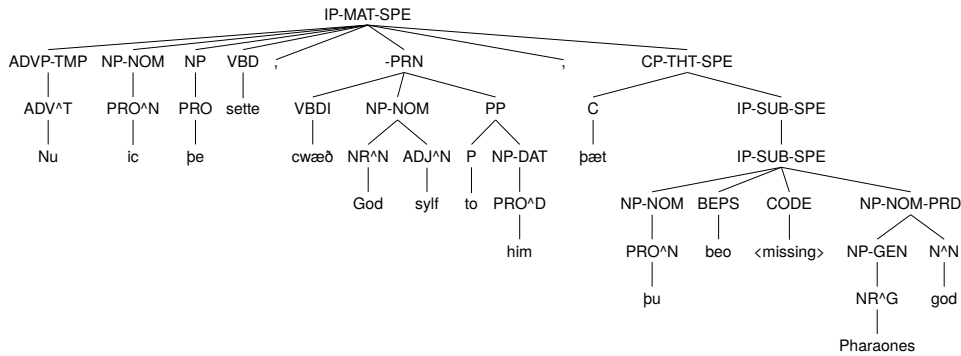 IP-MAT-SPE
ADVP-TMP NP-NOM NP VBD , -PRN , CP-THT-SPE
ADV^T PRO^N PRO sette VBDI NP-NOM PP C IP-SUB-SPE
Nu ic þe cwæð NR^N ADJ^N P NP-DAT þæt IP-SUB-SPE
God sylf to PRO^D NP-NOM BEPS CODE NP-NOM-PRD
him PRO^N beo <missing> NP-GEN N^N
þu NR^G god
Pharaones